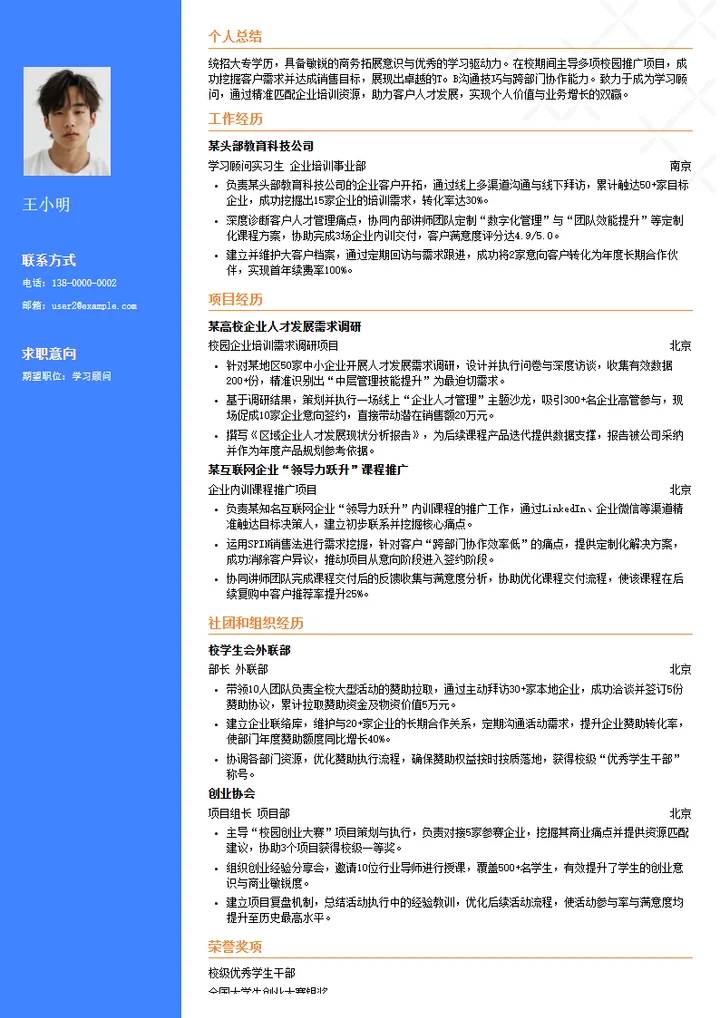 王小明
联系方式
电话: 138-0000-0002
邮箱: user2@example.com
求职意向
期望职位: 学习顾问
个人总结
统招大专学历，具备敏锐的商务拓展意识与优秀的学习驱动力。在校期间主导多项校园推广项目，成
功挖掘客户需求并达成销售目标，展现出卓越的T。B沟通技巧与跨部门协作能力。致力于成为学习顾
问，通过精准匹配企业培训资源，助力客户人才发展，实现个人价值与业务增长的双赢。
工作经历
某头部教育科技公司
学习顾问实习生 企业培训事业部 南京
• 负责某头部教育科技公司的企业客户开拓，通过线上多渠道沟通与线下拜访，累计触达50+家目标
企业，成功挖掘出15家企业的培训需求，转化率达30%。
• 深度诊断客户人才管理痛点，协同内部讲师团队定制“数字化管理”与“团队效能提升”等定制
化课程方案，协助完成3场企业内训交付，客户满意度评分达4.9/5.0。
• 建立并维护大客户档案，通过定期回访与需求跟进，成功将2家意向客户转化为年度长期合作伙
伴，实现首年续费率100%。
项目经历
某高校企业人才发展需求调研
校园企业培训需求调研项目 北京
• 针对某地区50家中小企业开展人才发展需求调研，设计并执行问卷与深度访谈，收集有效数据
200+份，精准识别出“中层管理技能提升”为最迫切需求。
• 基于调研结果，策划并执行一场线上“企业人才管理”主题沙龙，吸引300+名企业高管参与，现
场促成10家企业意向签约，直接带动潜在销售额20万元。
• 撰写《区域企业人才发展现状分析报告》，为后续课程产品迭代提供数据支撑，报告被公司采纳
并作为年度产品规划参考依据。
某互联网企业“领导力跃升”课程推广
企业内训课程推广项目 北京
• 负责某知名互联网企业“领导力跃升”内训课程的推广工作，通过LinkedIn、企业微信等渠道精
准触达目标决策人，建立初步联系并挖掘核心痛点。
• 运用SPIN销售法进行需求挖掘，针对客户“跨部门协作效率低”的痛点，提供定制化解决方案，
成功消除客户异议，推动项目从意向阶段进入签约阶段。
• 协同讲师团队完成课程交付后的反馈收集与满意度分析，协助优化课程交付流程，使该课程在后
续复购中客户推荐率提升25%。
社团和组织经历
校学生会外联部
部长 外联部 北京
• 带领10人团队负责全校大型活动的赞助拉取，通过主动拜访30+家本地企业，成功洽谈并签订5份
赞助协议，累计拉取赞助资金及物资价值5万元。
• 建立企业联络库，维护与20+家企业的长期合作关系，定期沟通活动需求，提升企业赞助转化率，
使部门年度赞助额度同比增长40%。
• 协调各部门资源，优化赞助执行流程，确保赞助权益按时按质落地，获得校级“优秀学生干部”
称号。
创业协会
项目组长 项目部 北京
• 主导“校园创业大赛”项目策划与执行，负责对接5家参赛企业，挖掘其商业痛点并提供资源匹配
建议，协助3个项目获得校级一等奖。
• 组织创业经验分享会，邀请10位行业导师进行授课，覆盖500+名学生，有效提升了学生的创业意
识与商业敏锐度。
• 建立项目复盘机制，总结活动执行中的经验教训，优化后续活动流程，使活动参与率与满意度均
提升至历史最高水平。
荣誉奖项
校级优秀学生干部
全国大学生创业大赛银奖